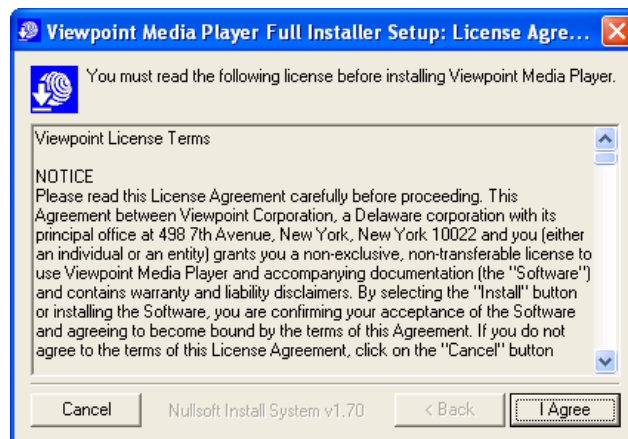 Viewpoint Media Player Full Installer Setup: License Agre...
You must read the following license before installing Viewpoint Media Player.
Viewpoint License Terms
NOTICE
Please read this License Agreement carefully before proceeding. This
Agreement between Viewpoint Corporation, a Delaware corporation with its
principal office at 498 7th Avenue, New York, New York 10022 and you (either
an individual or an entity) grants you a non-exclusive, non-transferable license to
use Viewpoint Media Player and accompanying documentation (the "Software")
and contains warranty and liability disclaimers. By selecting the "Install" button
or installing the Software, you are confirming your acceptance of the Software
and agreeing to become bound by the terms of this Agreement. If you do not
agree to the terms of this License Agreement, click on the "Cancel" button
Cancel
Nullsoft Install System v1.70
< Back
I Agree